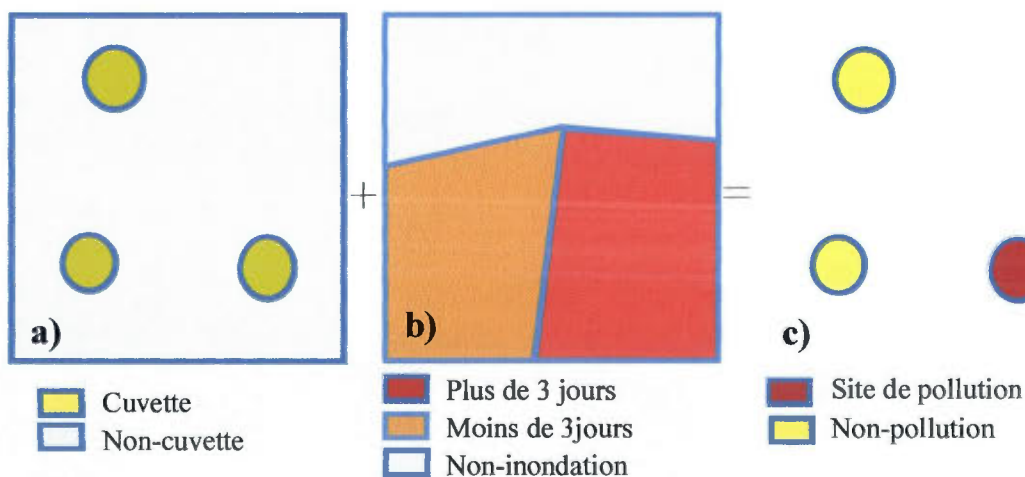 +
=
a)
b)
c)
Cuvette
Non-cuvette
Plus de 3 jours
Moins de 3jours
Non-inondation
Site de pollution
Non-pollution